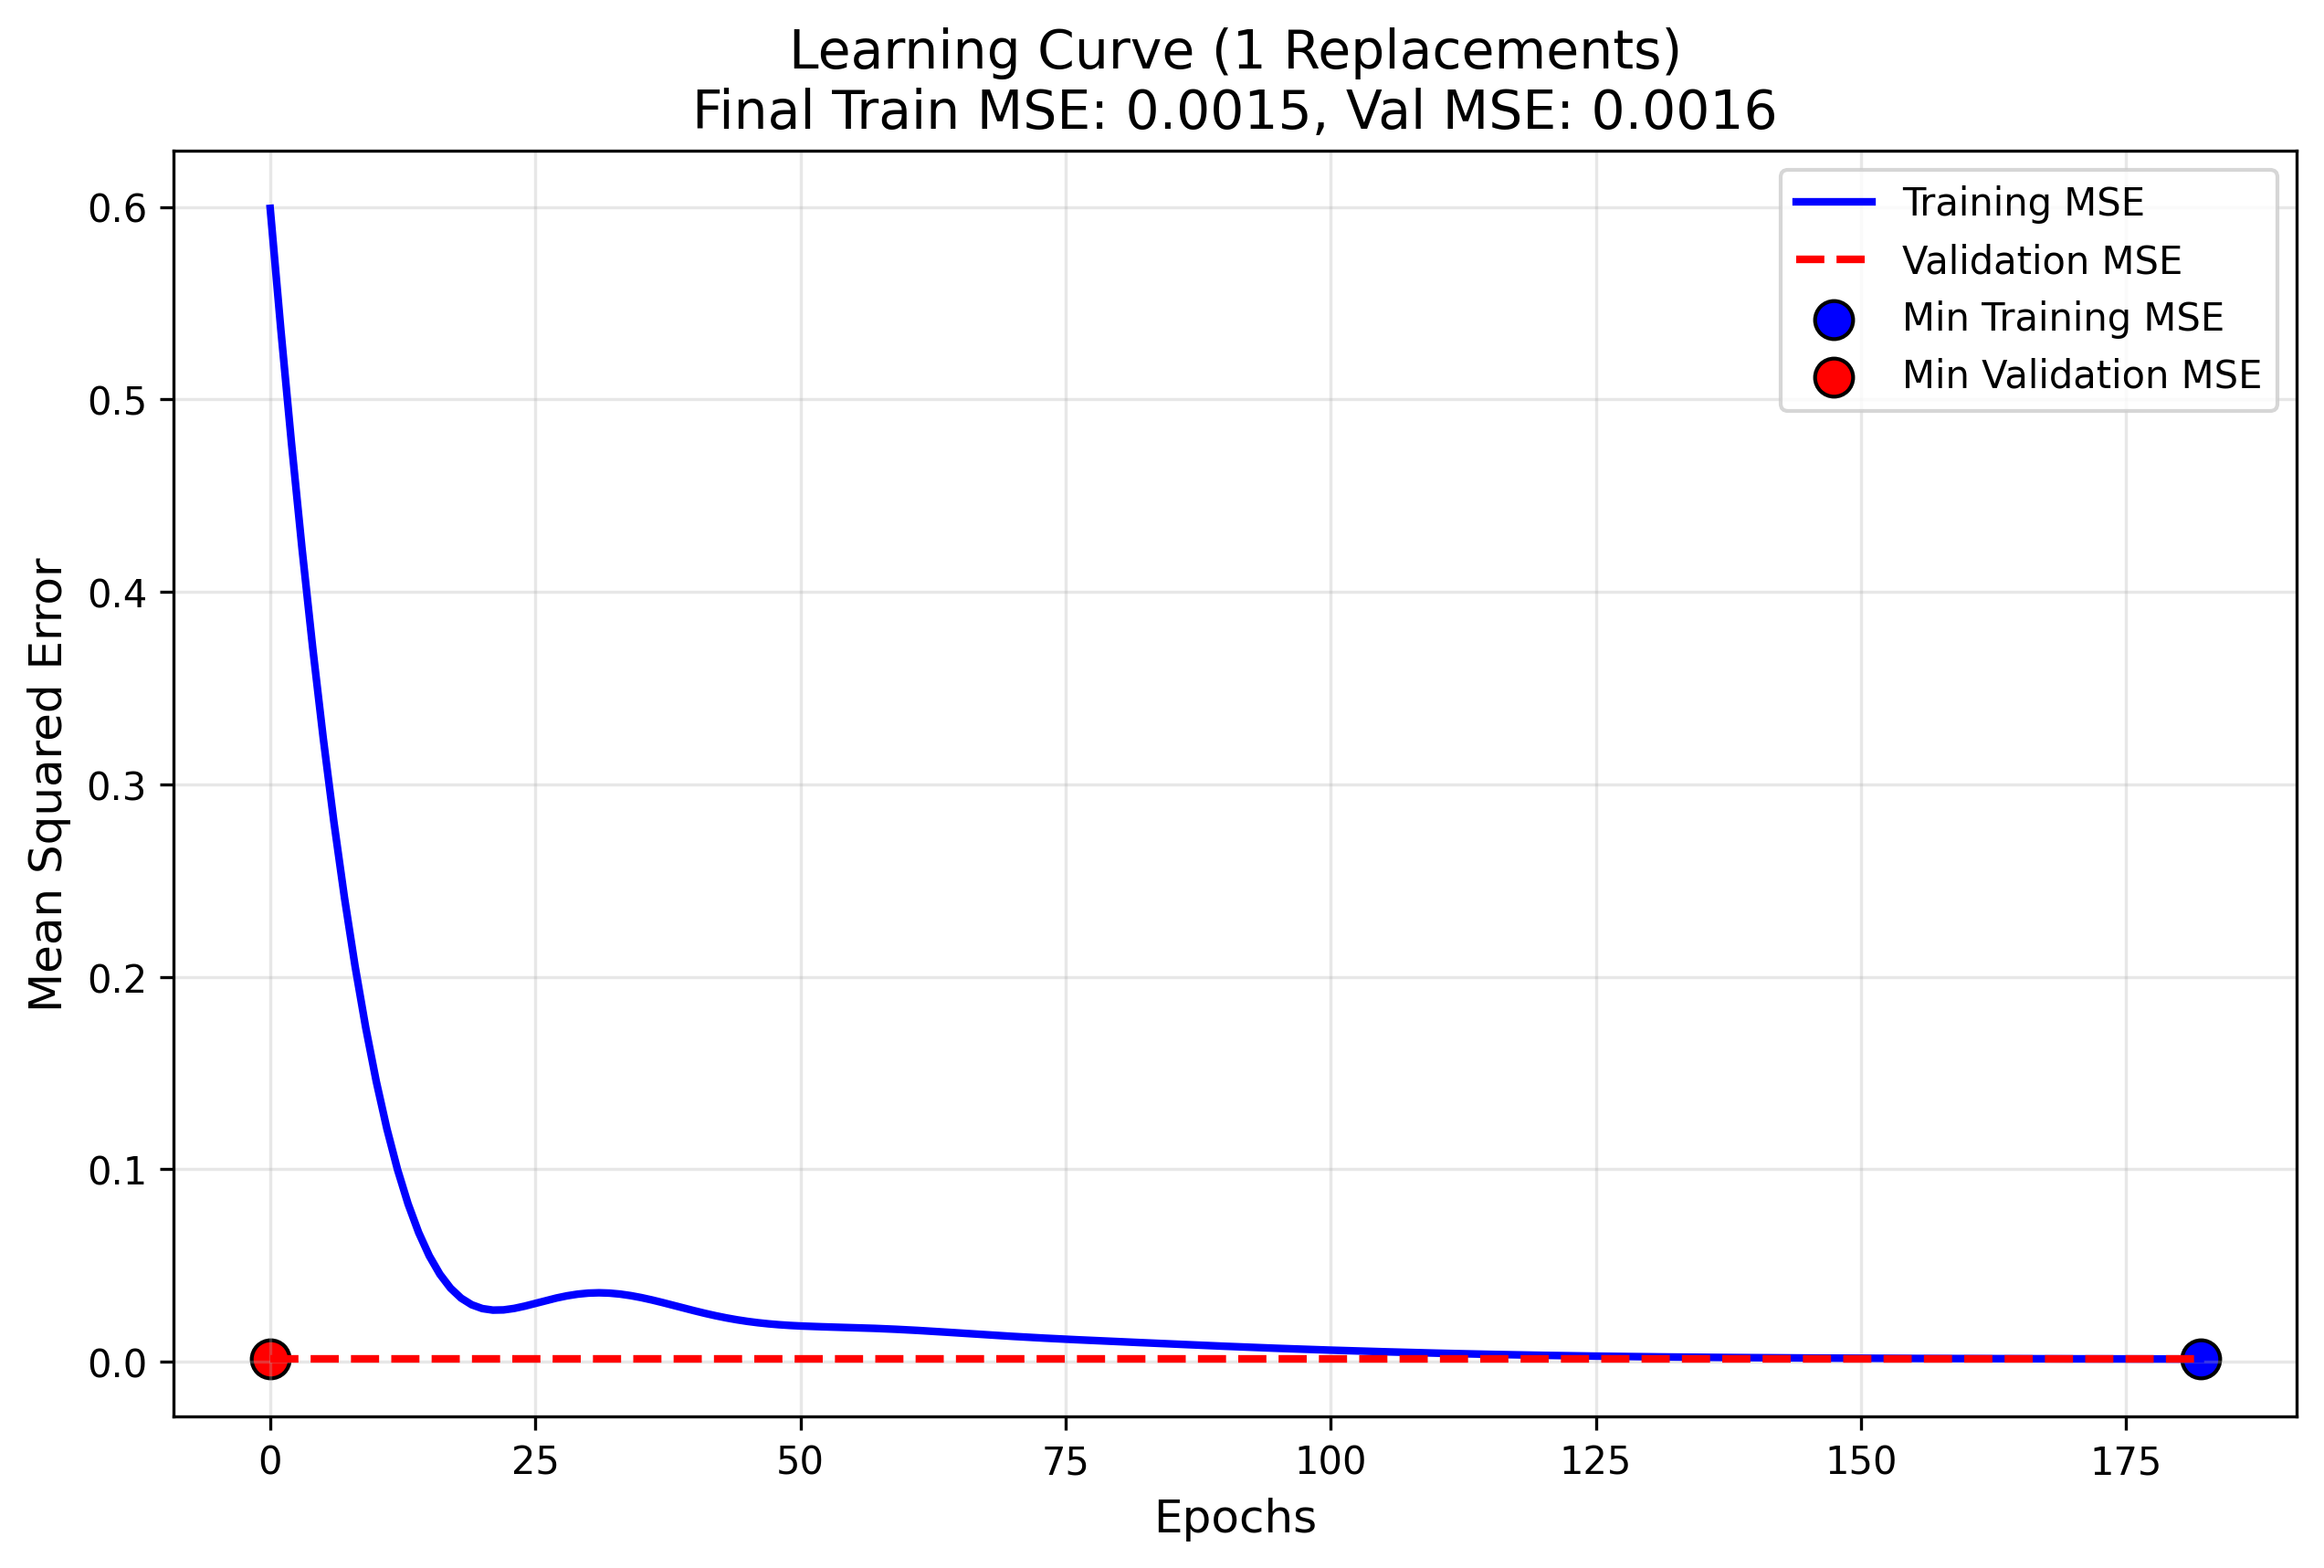 Learning Curve (1 Replacements)
Final Train MSE: 0.0015, Val MSE: 0.0016
Training MSE
Validation MSE
Min Training MSE
Min Validation MSE
Mean Squared Error
0.6
0.5
0.4
0.3
0.2
0.1
0.0
0 25 50 75 100 125 150 175
Epochs